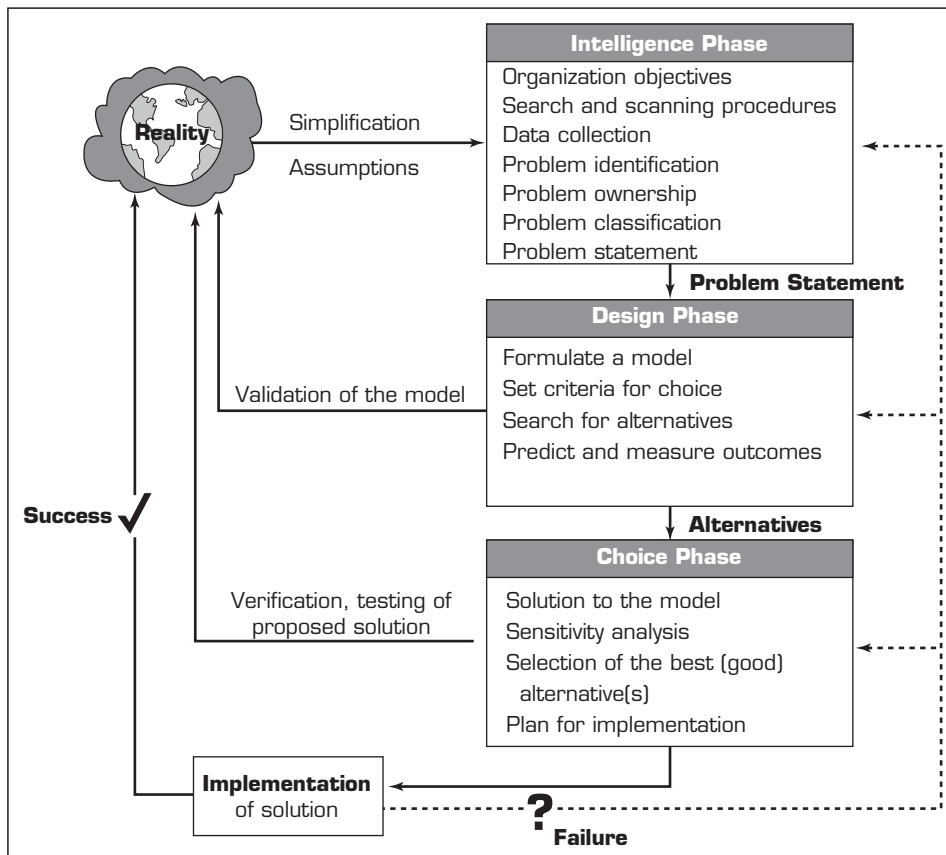 Reality
Simplification
Assumptions
Intelligence Phase
Organization objectives
Search and scanning procedures
Data collection
Problem identification
Problem ownership
Problem classification
Problem statement
Problem Statement
Design Phase
Formulate a model
Set criteria for choice
Search for alternatives
Predict and measure outcomes
Validation of the model
Alternatives
Success
Choice Phase
Solution to the model
Sensitivity analysis
Selection of the best (good)
alternative(s)
Plan for implementation
Verification, testing of
proposed solution
Implementation
of solution
?
Failure